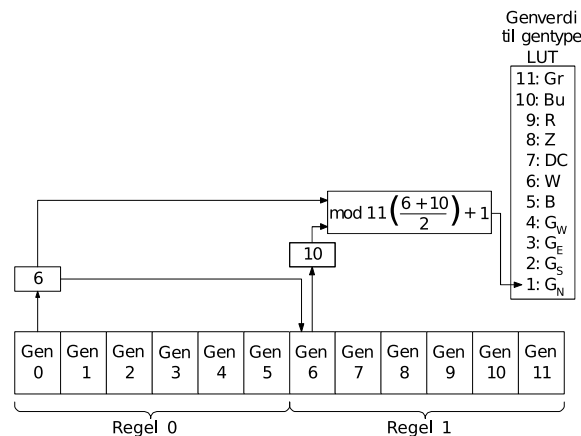 Genverdi
til gentype
LUT
11: Gr
10: Bu
9: R
8: Z
7: DC
6: W
5: B
4: G_W
3: G_E
2: G_S
1: G_N
mod 11 (6+10/2) + 1
10
6
Gen 0
Gen 1
Gen 2
Gen 3
Gen 4
Gen 5
Gen 6
Gen 7
Gen 8
Gen 9
Gen 10
Gen 11
Regel 0
Regel 1